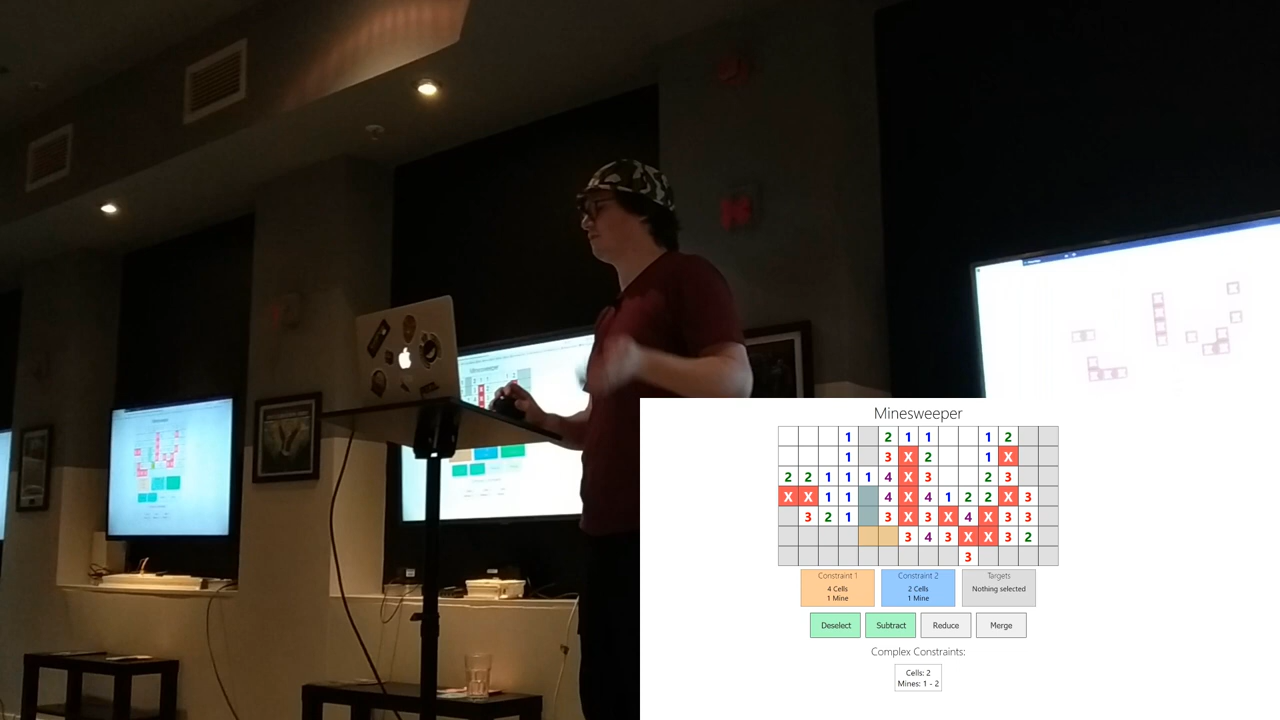 Minesweeper
1 2 1 1 1 2
1 3 X 2 1 X
2 2 1 1 1 4 X 3 2 3
X X 1 1 4 X 4 1 2 2 X 3
3 2 1 3 X 3 X 4 X 3 3
3 4 3 X X 3 2
3
Constraint 1
4 Cells
1 Mine
Constraint 2
2 Cells
1 Mine
Targets
Nothing selected
Deselect Subtract Reduce Merge
Complex Constraints:
Cells: 2
Mines: 1 - 2